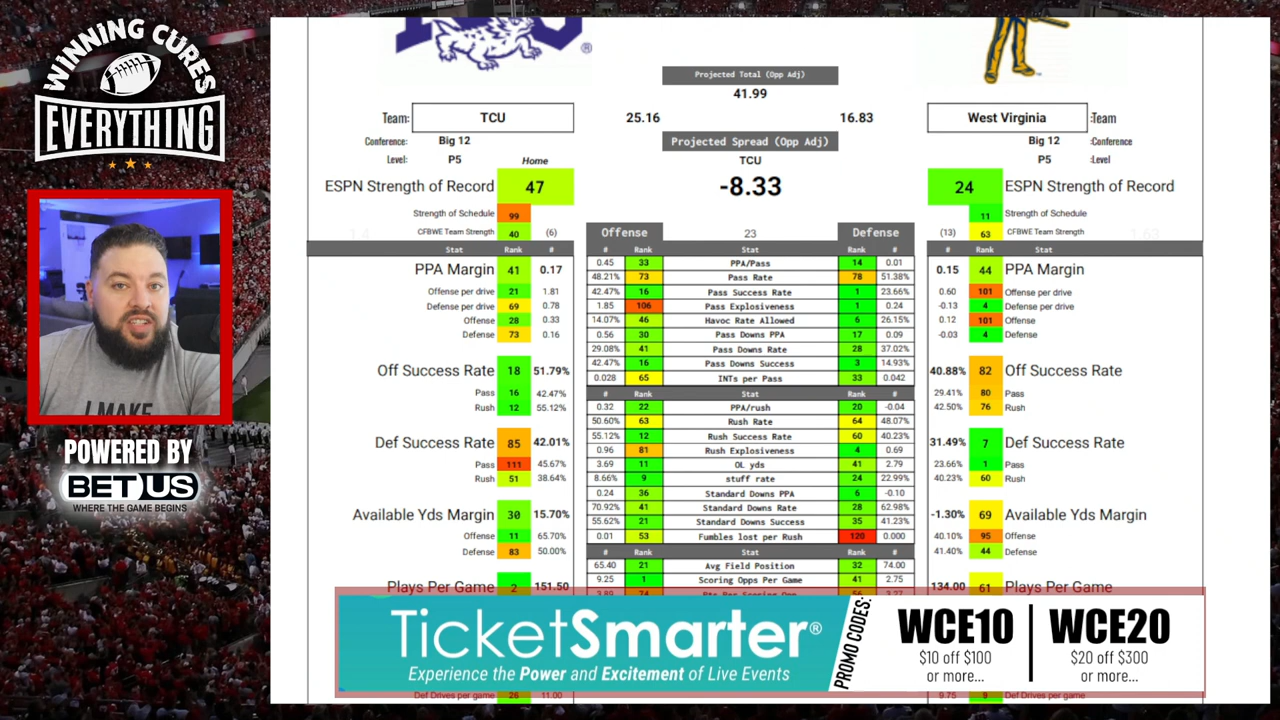 WINNING CURES
EVERYTHING
I MAKE
POWERED BY
BETUS
WHERE THE GAME BEGINS
Projected Total (Opp Adj)
41.99
Team: TCU 25.16 16.83 West Virginia :Team
Projected Spread (Opp Adj)
Conference: Big 12 TCU Big 12 :Conference
Level: P5 Home -8.33 P5 :Level
ESPN Strength of Record 47 24 ESPN Strength of Record
Strength of Schedule 99 11 Strength of Schedule
CFBWE Team Strength 40 (6) Offense 23 Defense (13) 63 CFBWE Team Strength
Stat Rank # # Rank Stat Rank # # Rank Stat
PPA Margin 41 0.17 0.15 44 PPA Margin
0.45 33 PPA/Pass 14 0.01
48.21% 73 Pass Rate 78 51.38%
Offense per drive 21 1.81 42.47% 16 Pass Success Rate 1 23.66% 0.60 101 Offense per drive
Defense per drive 69 0.78 1.85 106 Pass Explosiveness 1 0.24 -0.13 4 Defense per drive
Offense 28 0.33 14.07% 46 Havoc Rate Allowed 6 26.15% 0.12 101 Offense
Defense 73 0.16 0.56 30 Pass Downs PPA 17 0.09 -0.03 4 Defense
29.08% 41 Pass Downs Rate 28 37.02%
Off Success Rate 18 51.79% 42.47% 16 Pass Downs Success 3 14.93% 40.88% 82 Off Success Rate
0.028 65 INTs per Pass 33 0.042
Pass 16 42.47% # Rank Stat Rank # 29.41% 80 Pass
Rush 12 55.12% 0.32 22 PPA/rush 20 -0.04 42.50% 76 Rush
50.60% 63 Rush Rate 64 48.07%
Def Success Rate 85 42.01% 55.12% 12 Rush Success Rate 60 40.23% 31.49% 7 Def Success Rate
0.96 81 Rush Explosiveness 4 0.69
Pass 111 45.67% 3.69 11 OL yds 41 2.79 23.66% 1 Pass
Rush 51 38.64% 8.66% 9 stuff rate 24 22.99% 40.23% 60 Rush
0.24 36 Standard Downs PPA 6 -0.10
Available Yds Margin 30 15.70% 70.92% 41 Standard Downs Rate 28 62.98% -1.30% 69 Available Yds Margin
55.62% 21 Standard Downs Success 35 41.23%
Offense 11 65.70% 0.01 53 Fumbles lost per Rush 120 0.000 40.10% 95 Offense
Defense 83 50.00% # Rank Stat Rank # 41.40% 44 Defense
65.40 21 Avg Field Position 32 74.00
Plays Per Game 2 151.50 9.25 1 Scoring Opps Per Game 41 2.75 134.00 61 Plays Per Game
TicketSmarter®
Experience the Power and Excitement of Live Events
PROMO CODES:
WCE10
$10 off $100
or more...
WCE20
$20 off $300
or more...
26 11.00 9.75 9 Def Drives per game